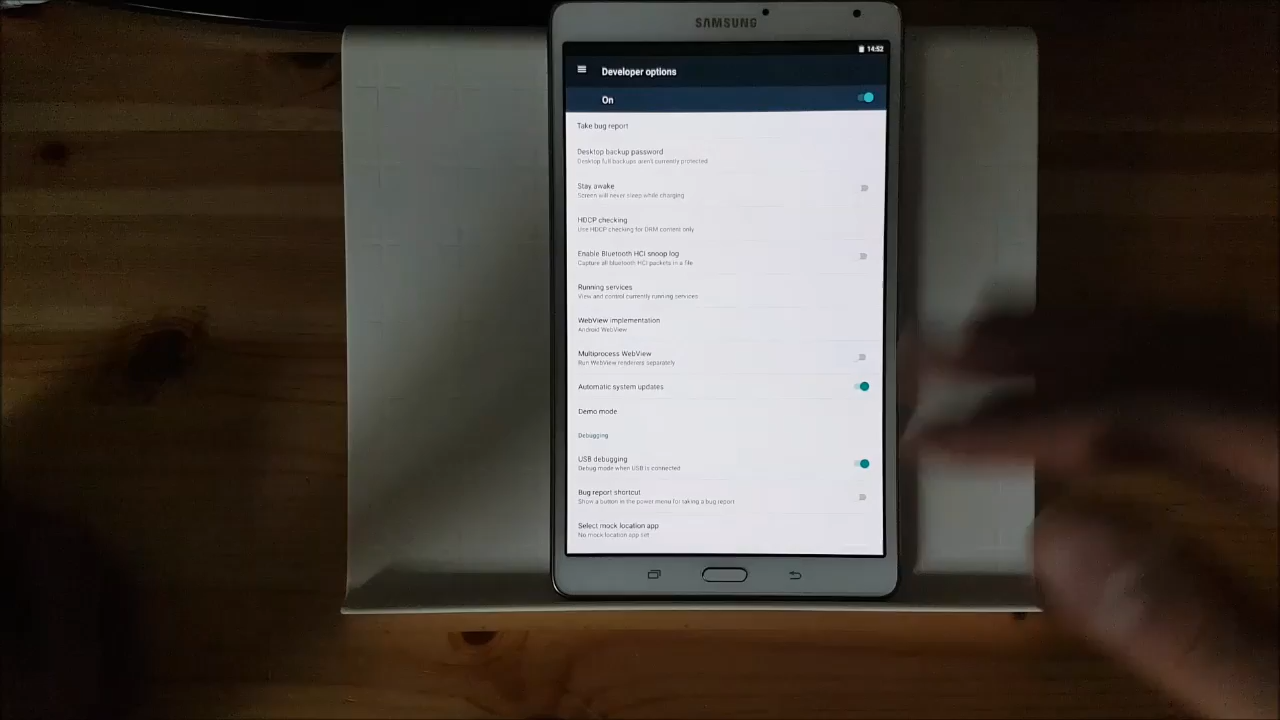 SAMSUNG
14:52
Developer options
On
Take bug report
Desktop backup password
Desktop full backups aren't currently protected
Stay awake
Screen will never sleep while charging
HDCP checking
Use HDCP checking for DRM content only
Enable Bluetooth HCI snoop log
Capture all bluetooth HCI packets in a file
Running services
View and control currently running services
WebView implementation
Android WebView
Multiprocess WebView
Run WebView renderers separately
Automatic system updates
Demo mode
Debugging
USB debugging
Debug mode when USB is connected
Bug report shortcut
Show a button in the power menu for taking a bug report
Select mock location app
No mock location app set